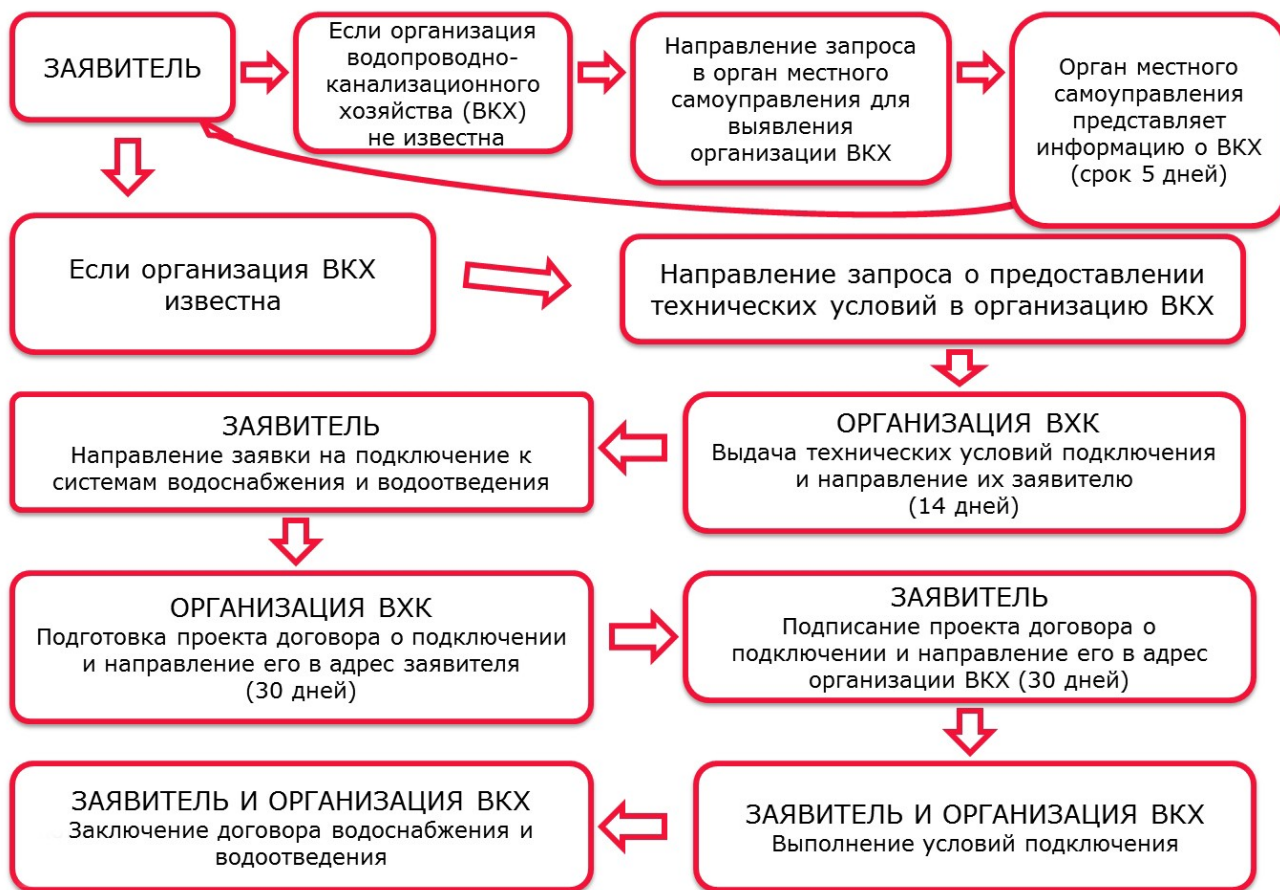 ЗАЯВИТЕЛЬ
Если организация
водопроводно-
канализационного
хозяйства (ВКХ)
не известна
Направление запроса
в орган местного
самоуправления для
выявления
организации ВКХ
Орган местного
самоуправления
представляет
информацию о ВКХ
(срок 5 дней)
Если организация ВКХ
известна
Направление запроса о предоставлении
технических условий в организацию ВКХ
ЗАЯВИТЕЛЬ
Направление заявки на подключение к
системам водоснабжения и водоотведения
ОРГАНИЗАЦИЯ ВХК
Выдача технических условий подключения
и направление их заявителю
(14 дней)
ОРГАНИЗАЦИЯ ВХК
Подготовка проекта договора о подключении
и направление его в адрес заявителя
(30 дней)
ЗАЯВИТЕЛЬ
Подписание проекта договора о
подключении и направление его в адрес
организации ВКХ (30 дней)
ЗАЯВИТЕЛЬ И ОРГАНИЗАЦИЯ ВКХ
Заключение договора водоснабжения и
водоотведения
ЗАЯВИТЕЛЬ И ОРГАНИЗАЦИЯ ВКХ
Выполнение условий подключения